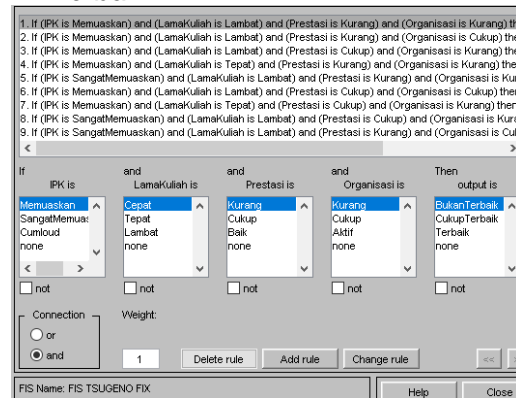 1. If (IPK is Memuaskan) and (LamaKuliah is Lambat) and (Prestasi is Kurang) and (Organisasi is Kurang) the
2. If (IPK is Memuaskan) and (LamaKuliah is Lambat) and (Prestasi is Kurang) and (Organisasi is Cukup) the
3. If (IPK is Memuaskan) and (LamaKuliah is Lambat) and (Prestasi is Cukup) and (Organisasi is Kurang) the
4. If (IPK is Memuaskan) and (LamaKuliah is Tepat) and (Prestasi is Kurang) and (Organisasi is Kurang) the
5. If (IPK is SangatMemuaskan) and (LamaKuliah is Lambat) and (Prestasi is Kurang) and (Organisasi is Ku
6. If (IPK is Memuaskan) and (LamaKuliah is Lambat) and (Prestasi is Cukup) and (Organisasi is Cukup) the
7. If (IPK is Memuaskan) and (LamaKuliah is Tepat) and (Prestasi is Cukup) and (Organisasi is Kurang) ther
8. If (IPK is SangatMemuaskan) and (LamaKuliah is Lambat) and (Prestasi is Cukup) and (Organisasi is Kura
9. If (IPK is SangatMemuaskan) and (LamaKuliah is Lambat) and (Prestasi is Kurang) and (Organisasi is Cul
If and and and Then
IPK is LamaKuliah is Prestasi is Organisasi is output is
Memuaskan Cepat Kurang Kurang BukanTerbaik
SangatMemuas Tepat Cukup Cukup CukupTerbaik
Cumloud Lambat Baik Aktif Terbaik
none none none none none
not not not not not
Connection Weight:
or
and 1 Delete rule Add rule Change rule <<
FIS Name: FIS TSUGENO FIX Help Close